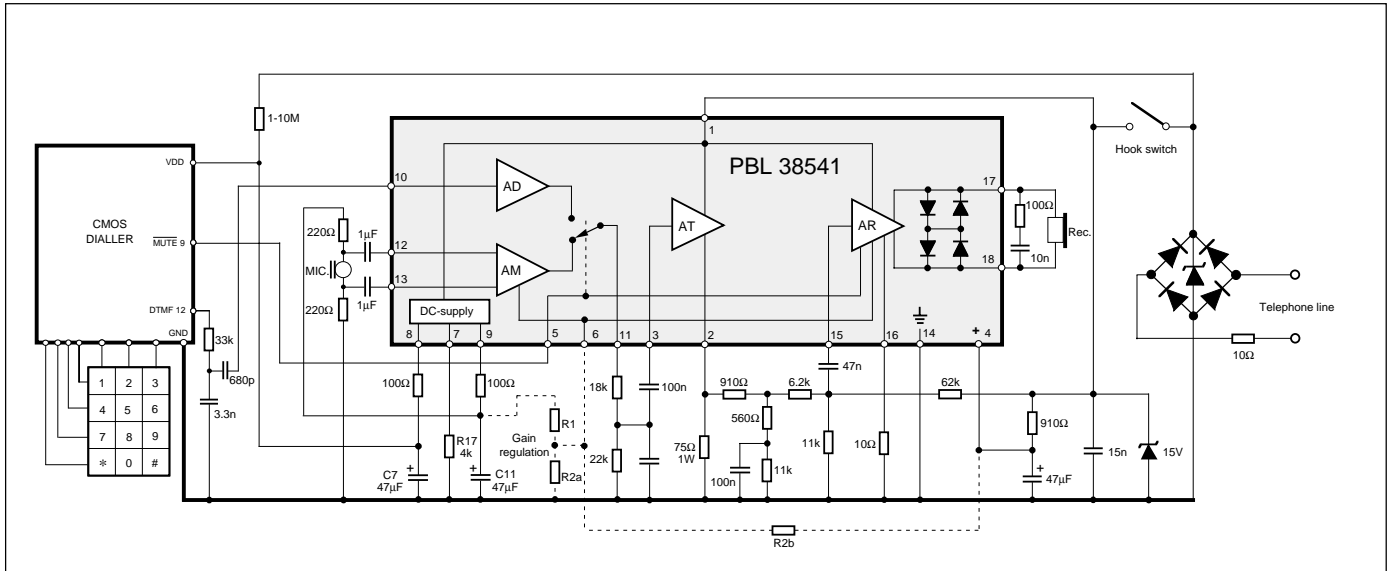 1-10M
1
Hook switch
PBL 38541
VDD
10
AD
17
CMOS
DIALLER
220Ω
1µF
12
AT
AR
100Ω
Rec.
MUTE 9
MIC.
13
AM
18
10n
1µF
220Ω
DC-supply
Telephone line
DTMF 12
8
7
9
5
6
11
3
2
15
16
14
+ 4
GND
33k
10Ω
680p
100Ω
100Ω
18k
100n
47n
910Ω
6.2k
62k
1 2 3
4 5 6
7 8 9
* 0 #
3.3n
R1
560Ω
910Ω
R17
4k
Gain
regulation
75Ω
1W
11k
10Ω
15n
15V
22k
R2a
11k
C7
47µF
+
C11
47µF
+
100n
+
47µF
R2b